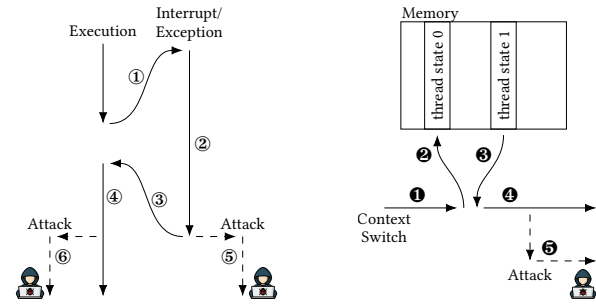 Execution
Interrupt/
Exception
①
②
③
④
Attack
⑥
Attack
⑤
Memory
thread state 0
thread state 1
❷
❸
❶
❹
Context
Switch
❺
Attack